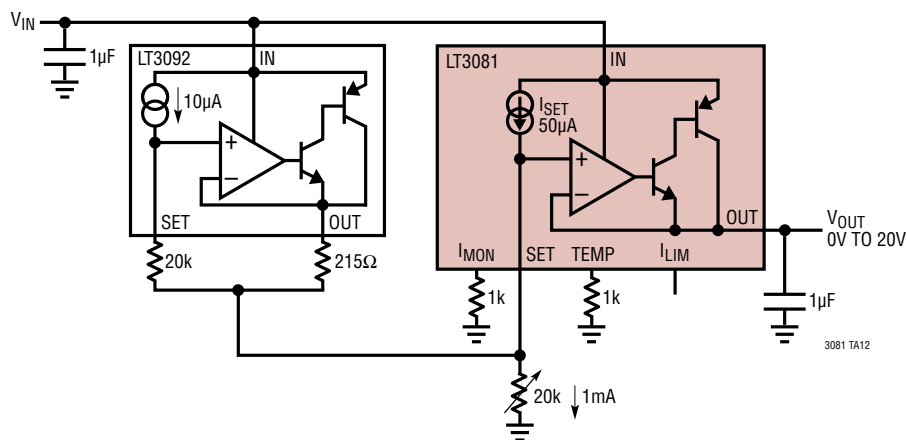 VIN
1µF
LT3092
IN
10µA
+
–
SET
OUT
20k
215Ω
LT3081
IN
ISET
50µA
+
–
OUT
IMON
SET
TEMP
ILIM
1k
1k
VOUT
0V TO 20V
1µF
3081 TA12
20k
1mA